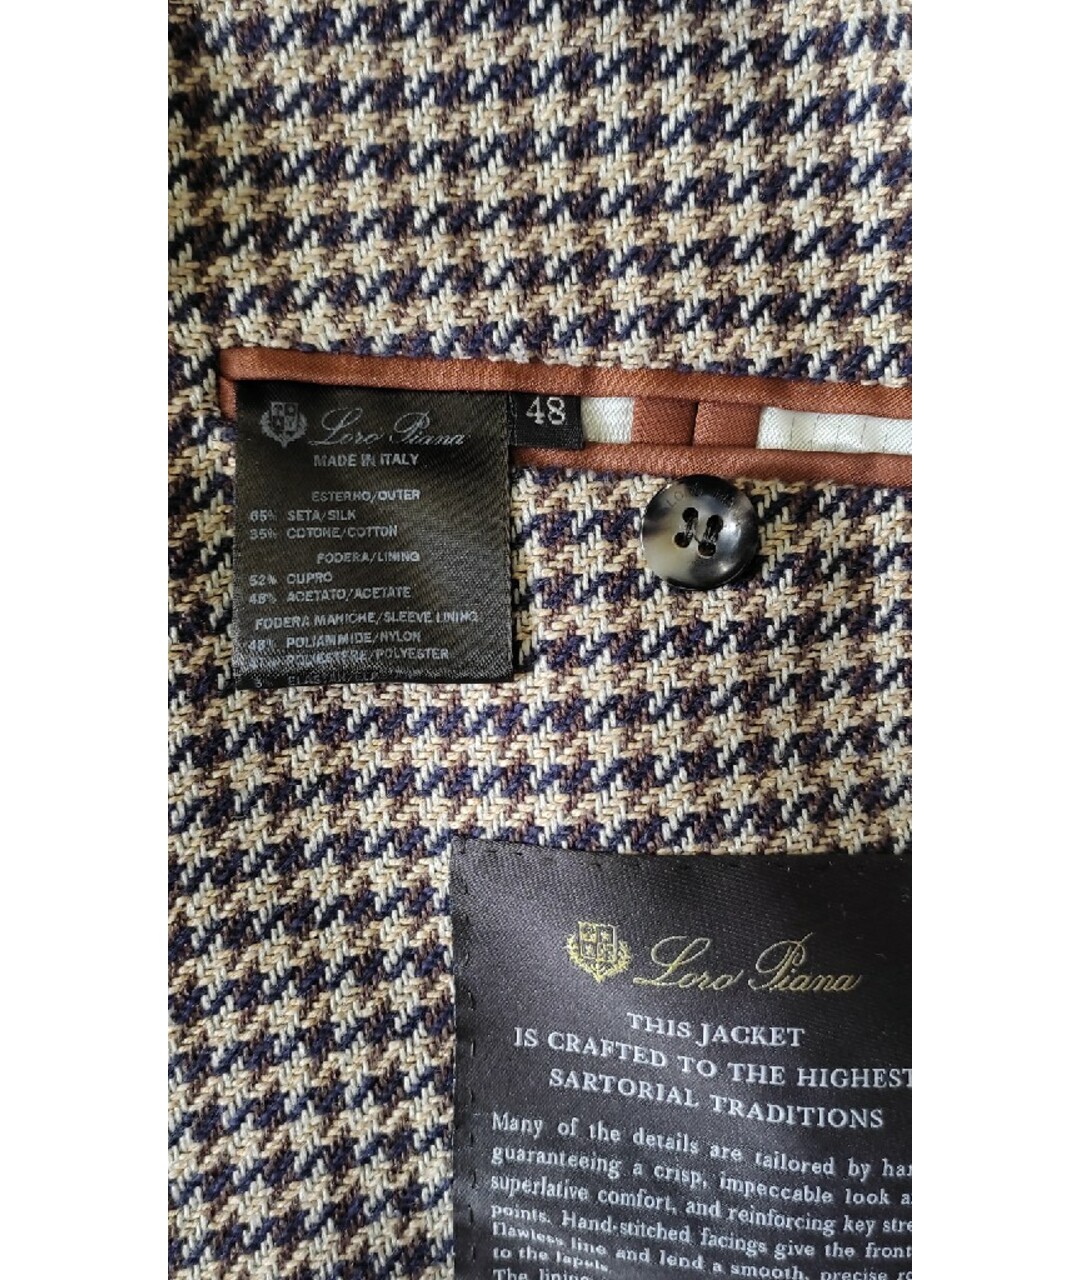 Loro Piana
48
MADE IN ITALY
ESTERNO/OUTER
65% SETA/SILK
35% COTONE/COTTON
FODERA/LINING
52% CUPRO
48% ACETATO/ACETATE
FODERA MANICHE/SLEEVE LINING
48% POLIAMMIDE/NYLON
POLIESTERE/POLYESTER
Loro Piana
THIS JACKET
IS CRAFTED TO THE HIGHEST
SARTORIAL TRADITIONS
Many of the details are tailored by
guaranteeing a crisp, impeccable look
superlative comfort, and reinforcing key
points. Hand-stitched facings give the front
flawless line and lend a smooth, precise
to the lapels.
The